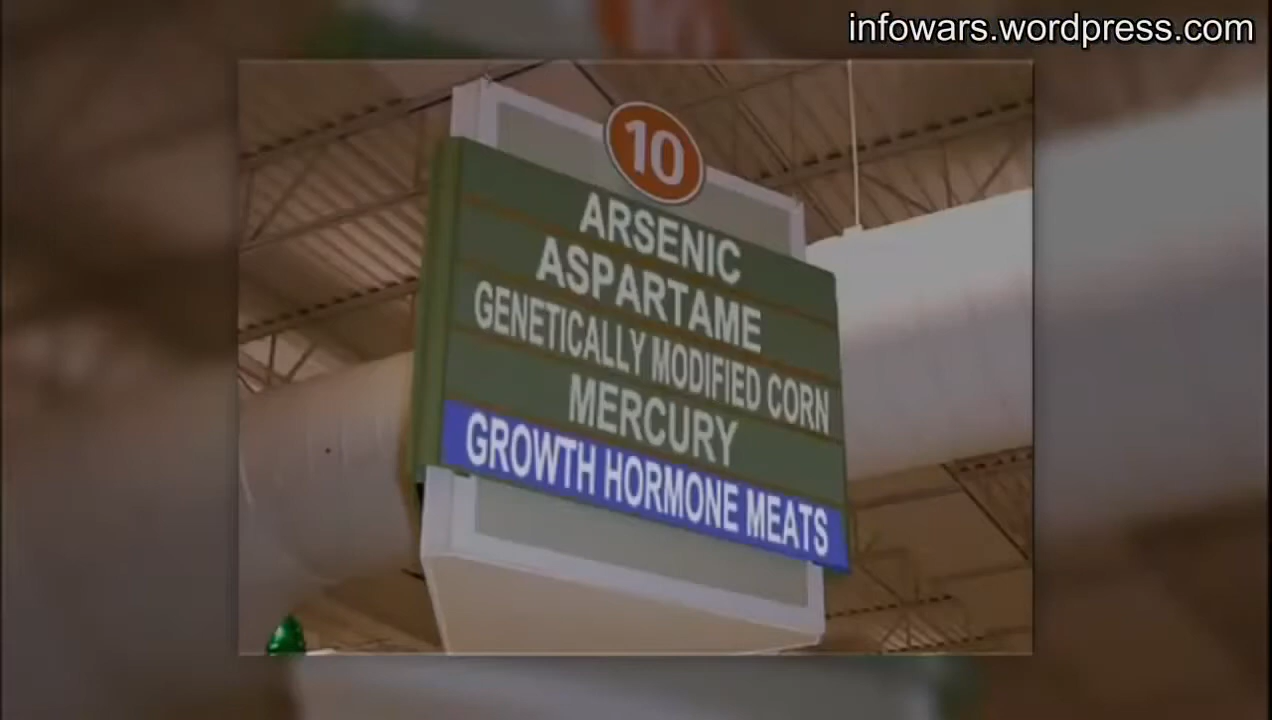 infowars.wordpress.com
10
ARSENIC
ASPARTAME
GENETICALLY MODIFIED CORN
MERCURY
GROWTH HORMONE MEATS